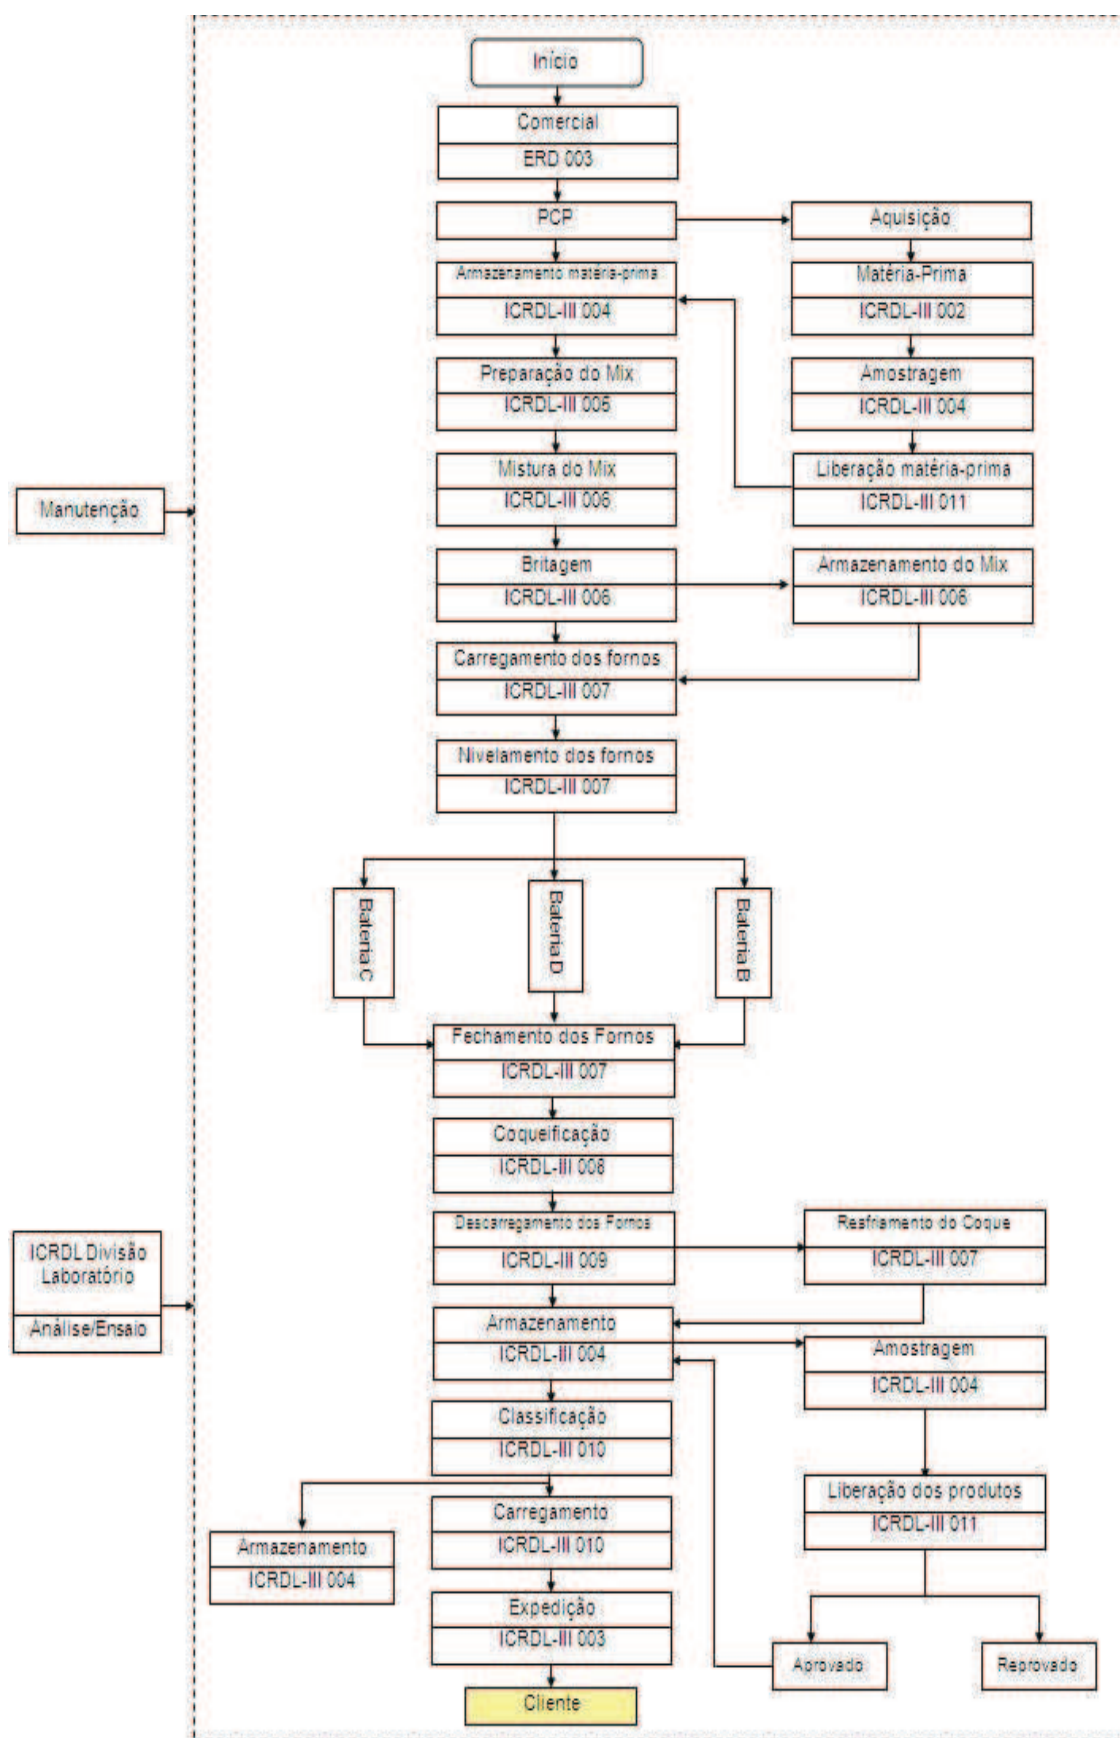 Início
Comercial
ERD 003
PCP
Aquisição
Armazenamento matéria-prima
ICRDL-III 004
Matéria-Prima
ICRDL-III 002
Preparação do Mix
ICRDL-III 006
Amostragem
ICRDL-III 004
Mistura do Mix
ICRDL-III 006
Liberação matéria-prima
ICRDL-III 011
Manutenção
Britagem
ICRDL-III 006
Armazenamento do Mix
ICRDL-III 006
Carregamento dos fornos
ICRDL-III 007
Nivelamento dos fornos
ICRDL-III 007
Bateria C
Bateria D
Bateria B
Fechamento dos Fornos
ICRDL-III 007
Coqueificação
ICRDL-III 008
Descarregamento dos Fornos
ICRDL-III 009
Resfriamento do Coque
ICRDL-III 007
ICRDL Divisão
Laboratório
Análise/Ensaio
Armazenamento
ICRDL-III 004
Amostragem
ICRDL-III 004
Classificação
ICRDL-III 010
Liberação dos produtos
ICRDL-III 011
Carregamento
ICRDL-III 010
Armazenamento
ICRDL-III 004
Expedição
ICRDL-III 003
Aprovado
Reprovado
Cliente